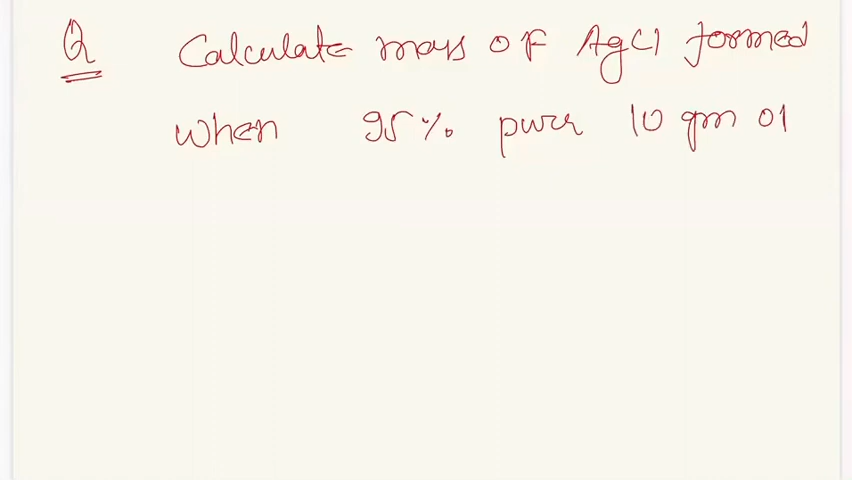 Q Calculate mass of AgCl formed
when 95% pure 10 gm of